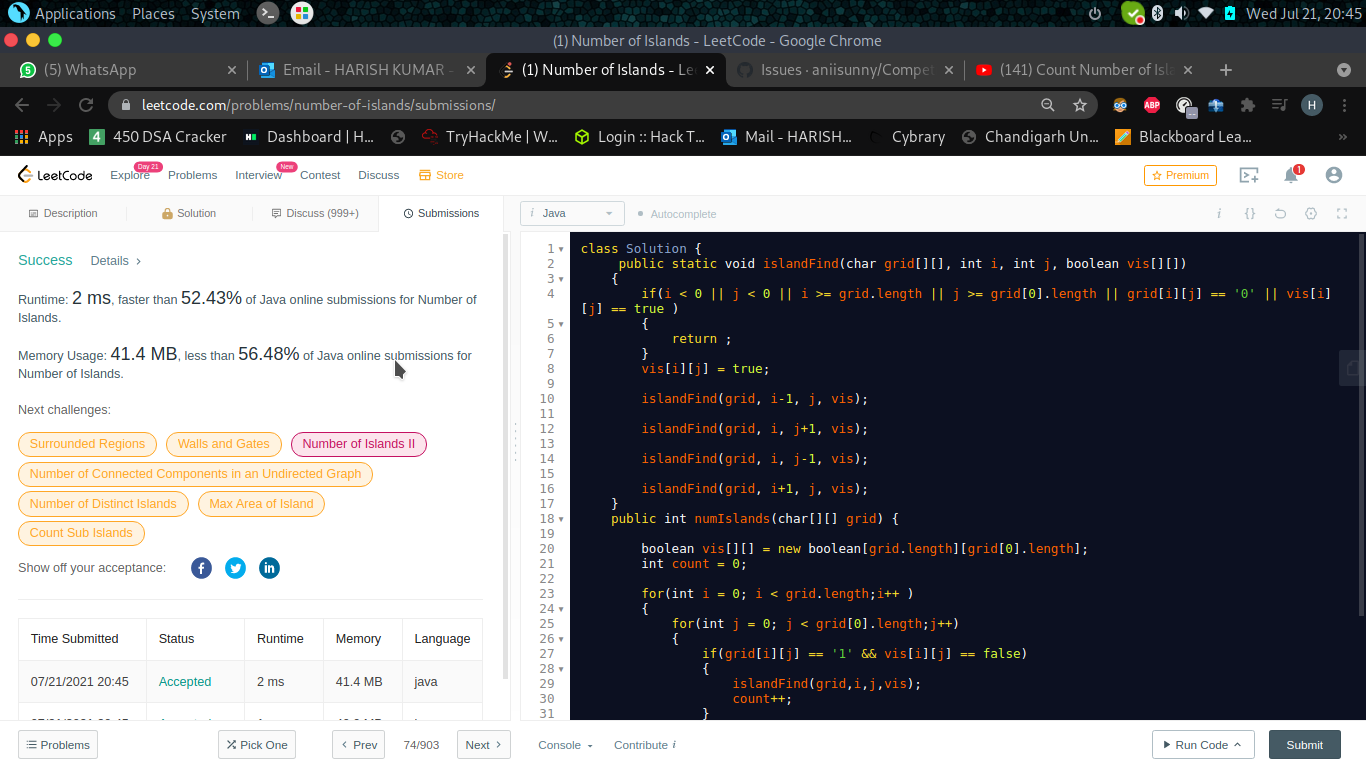 Applications Places System Wed Jul 21, 20:45
(1) Number of Islands - LeetCode - Google Chrome
5 (5) WhatsApp Email - HARISH KUMAR - (1) Number of Islands - Le Issues · aniisunny/Compet (141) Count Number of Isl
leetcode.com/problems/number-of-islands/submissions/ ABP H
Apps 4 450 DSA Cracker Dashboard | H... TryHackMe | W... Login :: Hack T... Mail - HARISH... Cybrary Chandigarh Un... Blackboard Lea... »
LeetCode Explore Day 21 Problems Interview New Contest Discuss Store Premium 1
Description Solution Discuss (999+) Submissions i Java Autocomplete i {}
Success Details
Runtime: 2 ms, faster than 52.43% of Java online submissions for Number of
Islands.
Memory Usage: 41.4 MB, less than 56.48% of Java online submissions for
Number of Islands.
Next challenges:
Surrounded Regions Walls and Gates Number of Islands II
Number of Connected Components in an Undirected Graph
Number of Distinct Islands Max Area of Island
Count Sub Islands
Show off your acceptance:
Time Submitted Status Runtime Memory Language
07/21/2021 20:45 Accepted 2 ms 41.4 MB java
1 class Solution {
2 public static void islandFind(char grid[][], int i, int j, boolean vis[][])
3 {
4 if(i < 0 || j < 0 || i >= grid.length || j >= grid[0].length || grid[i][j] == '0' || vis[i]
[j] == true )
5 {
6 return ;
7 }
8 vis[i][j] = true;
9
10 islandFind(grid, i-1, j, vis);
11
12 islandFind(grid, i, j+1, vis);
13
14 islandFind(grid, i, j-1, vis);
15
16 islandFind(grid, i+1, j, vis);
17 }
18 public int numIslands(char[][] grid) {
19
20 boolean vis[][] = new boolean[grid.length][grid[0].length];
21 int count = 0;
22
23 for(int i = 0; i < grid.length;i++ )
24 {
25 for(int j = 0; j < grid[0].length;j++)
26 {
27 if(grid[i][j] == '1' && vis[i][j] == false)
28 {
29 islandFind(grid,i,j,vis);
30 count++;
31 }
Problems Pick One Prev 74/903 Next Console Contribute i Run Code Submit